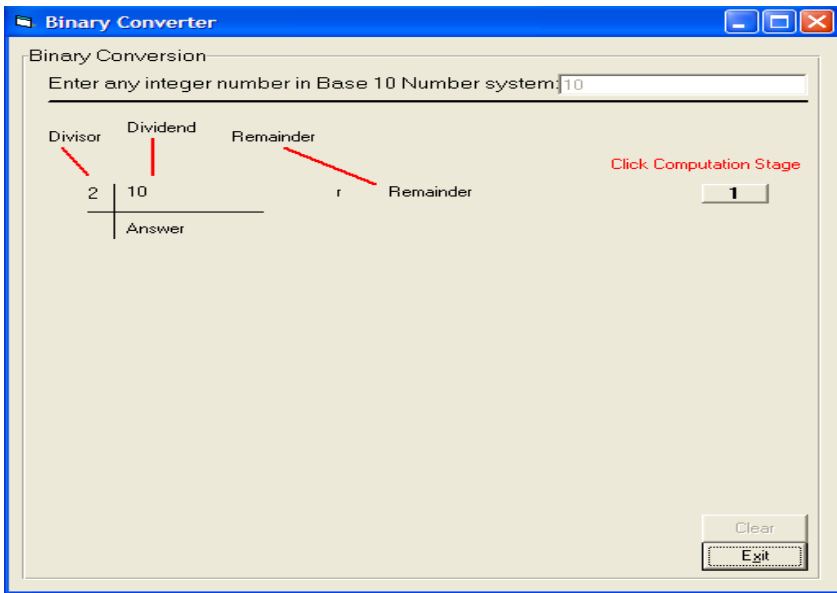 Binary Converter
Binary Conversion
Enter any integer number in Base 10 Number system: 10
Divisor Dividend Remainder
Click Computation Stage
2 10 r Remainder 1
Answer
Clear
Exit